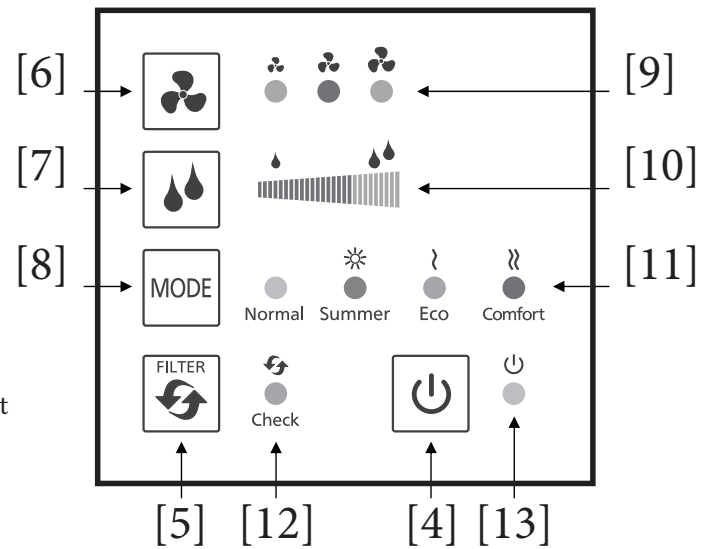 [6] [9]
[7] [10]
[8] MODE [11]
Normal Summer Eco Comfort
FILTER
t
Check
[5] [12] [4] [13]